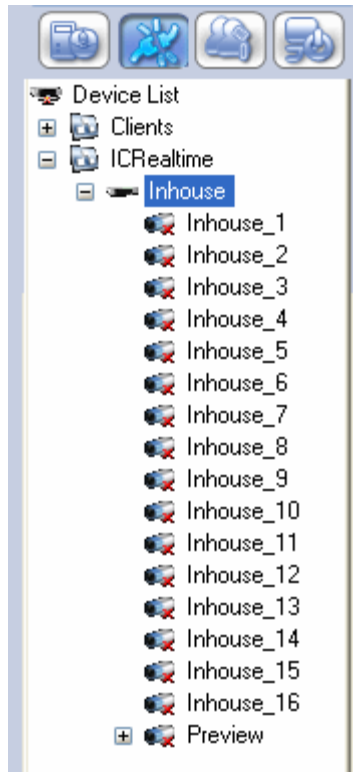 Device List
Clients
ICRealtime
Inhouse
Inhouse_1
Inhouse_2
Inhouse_3
Inhouse_4
Inhouse_5
Inhouse_6
Inhouse_7
Inhouse_8
Inhouse_9
Inhouse_10
Inhouse_11
Inhouse_12
Inhouse_13
Inhouse_14
Inhouse_15
Inhouse_16
Preview